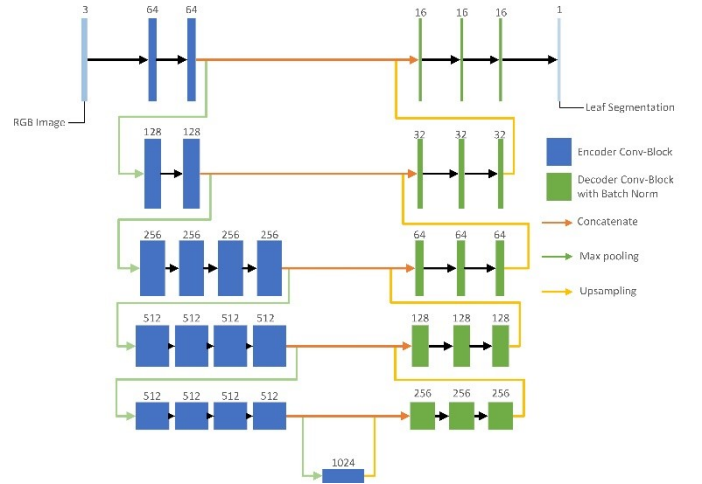 3 64 64 16 16 16 1
RGB Image
Leaf Segmentation
128 128 32 32 32
Encoder Conv-Block
Decoder Conv-Block
with Batch Norm
Concatenate
Max pooling
Upsampling
256 256 256 256 64 64 64
512 512 512 512 128 128 128
512 512 512 512 256 256 256
1024